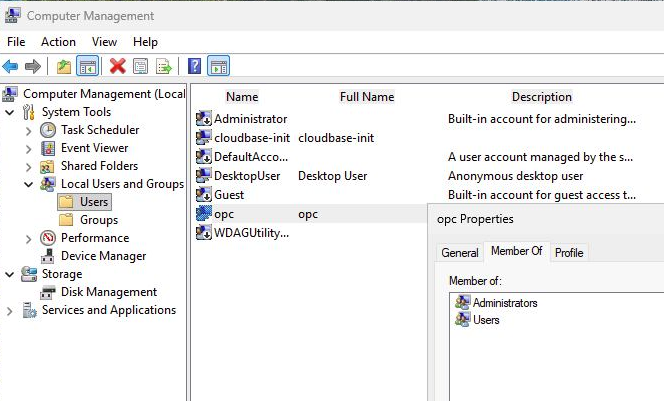 Computer Management
File Action View Help
Computer Management (Local
System Tools
Task Scheduler
Event Viewer
Shared Folders
Local Users and Groups
Users
Groups
Performance
Device Manager
Storage
Disk Management
Services and Applications
Name Full Name Description
Administrator Built-in account for administering...
cloudbase-init cloudbase-init
DefaultAcco... A user account managed by the s...
DesktopUser Desktop User Anonymous desktop user
Guest Built-in account for guest access t...
opc opc
WDAGUtility...
opc Properties
General Member Of Profile
Member of:
Administrators
Users